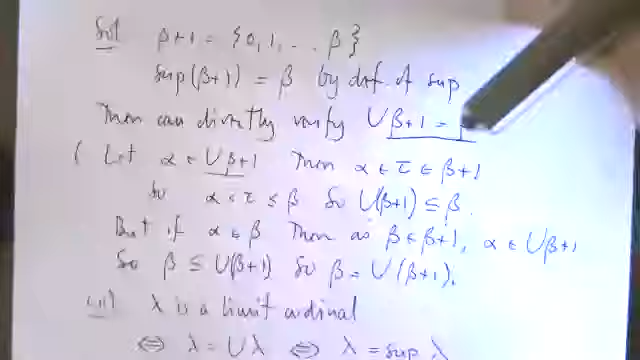 Sol β+1 = {0, 1, ... β}
sup(β+1) = β by def. of sup
Then can directly verify ∪β+1 =
( Let α ∈ ∪β+1 Then α ∈ τ ∈ β+1
so α < τ ≤ β So ∪(β+1) ≤ β.
But if α ∈ β Then as β ∈ β+1, α ∈ ∪β+1
So β ≤ ∪(β+1) So β = ∪(β+1).
(ii) λ is a limit ordinal
⇔ λ = ∪λ ⇔ λ = sup λ